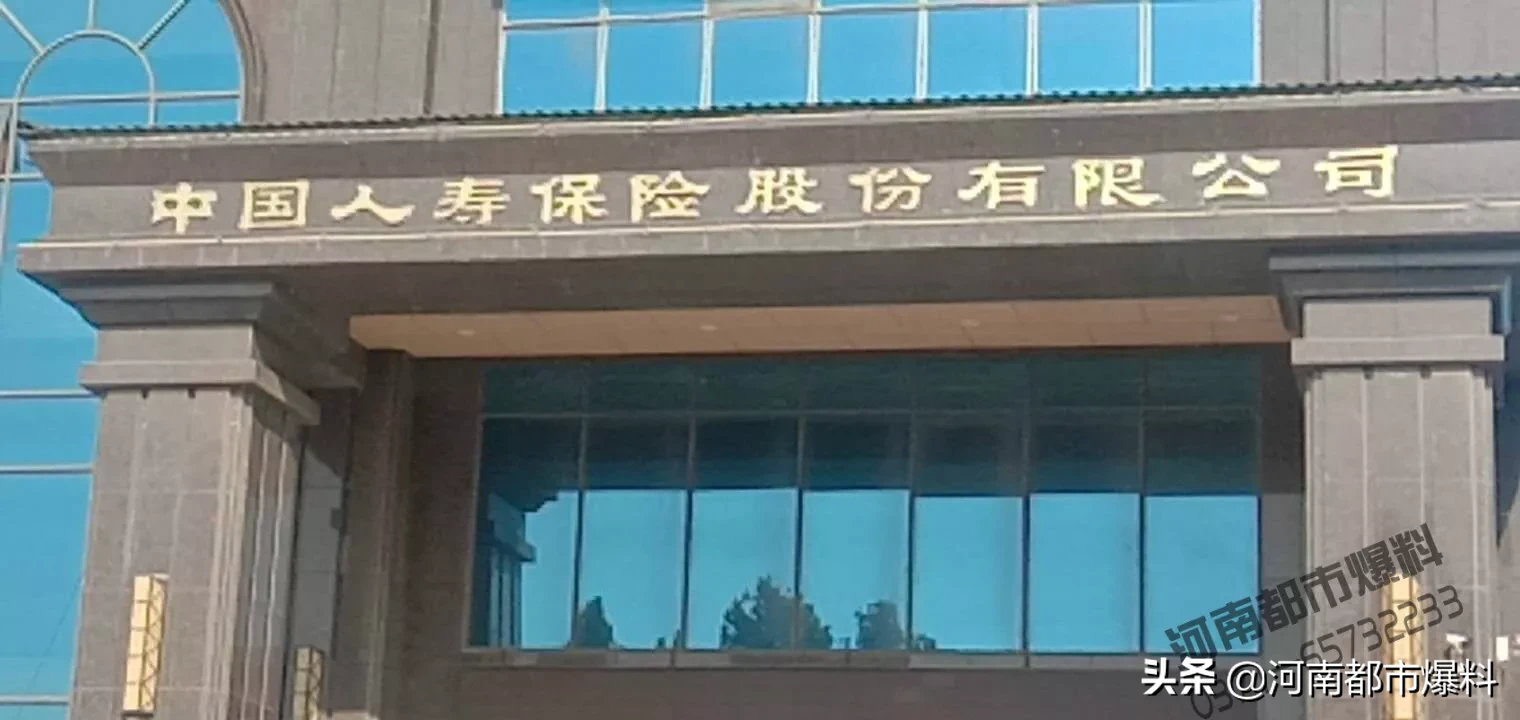 中国人寿保险股份有限公司
河南都市爆料
65732233
头条 @河南都市爆料